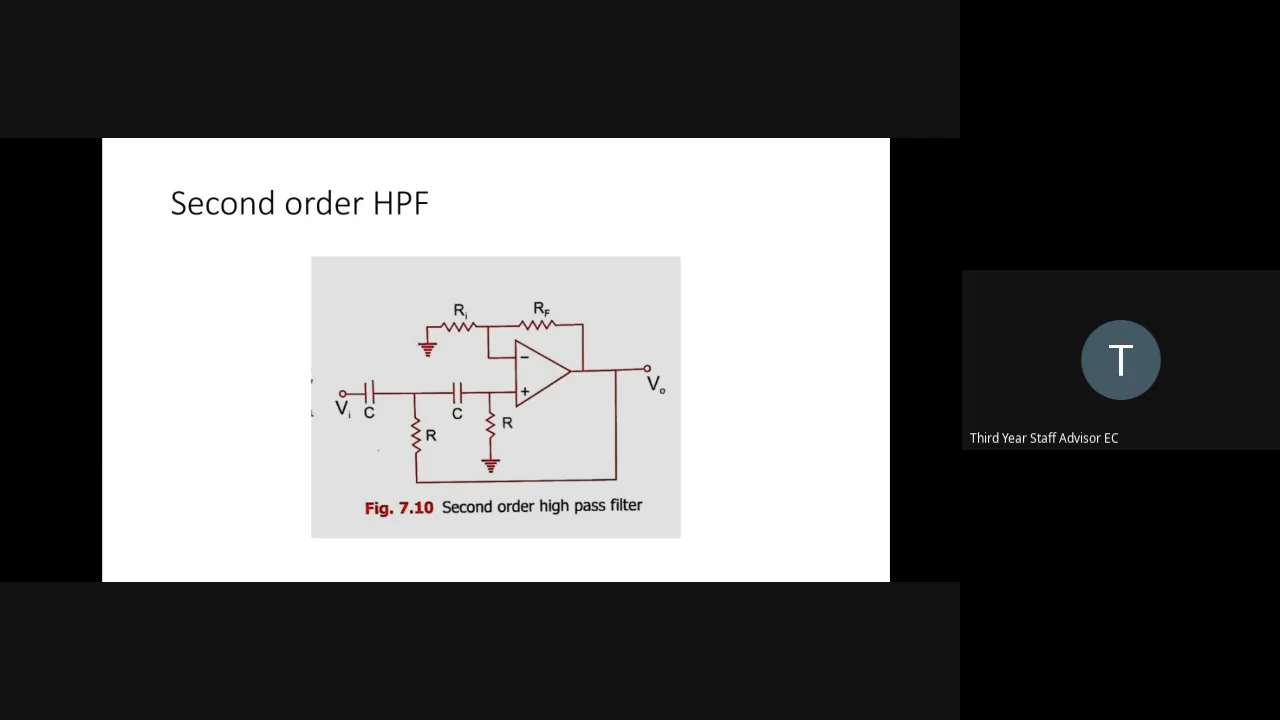 Second order HPF
Ri
RF
−
+
Vo
Vi
C
C
R
R
Fig. 7.10 Second order high pass filter
T
Third Year Staff Advisor EC